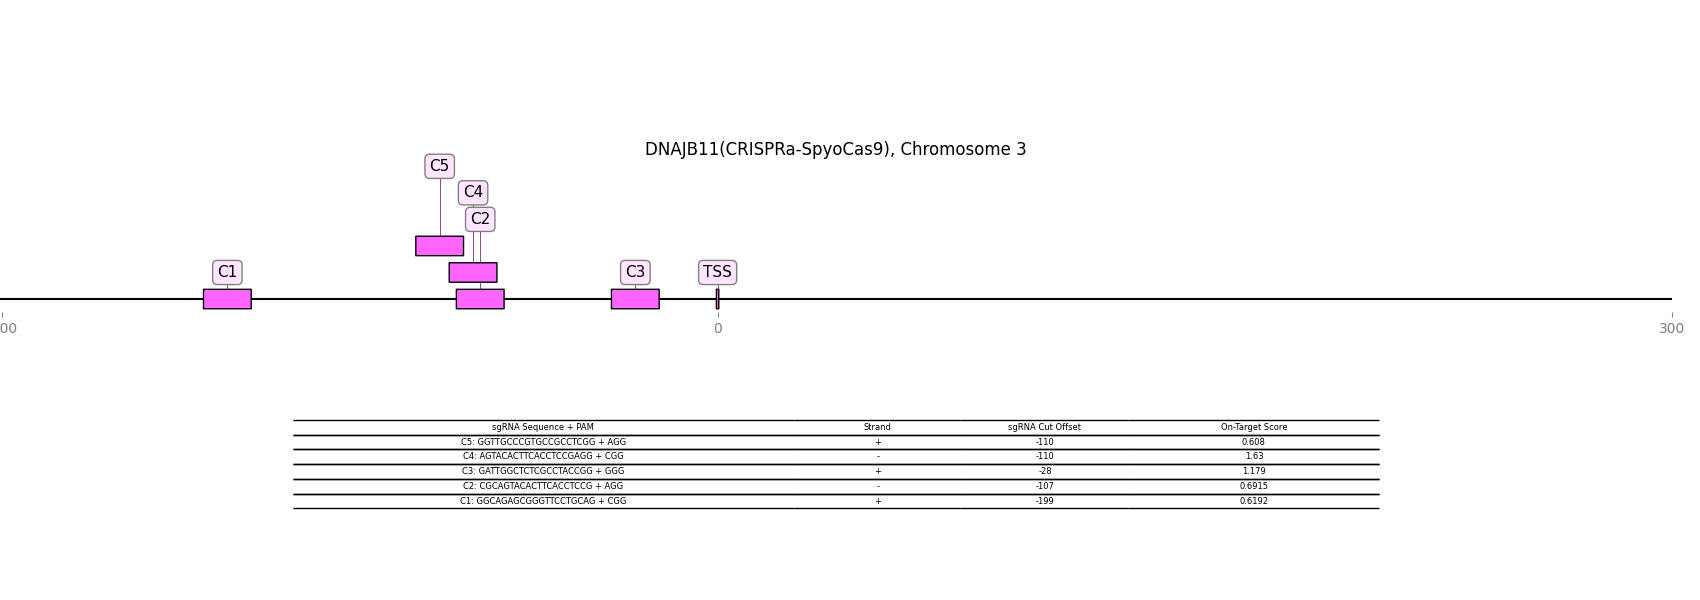 DNAJB11(CRISPRa-SpyoCas9), Chromosome 3
C5
C4
C2
C1
C3
TSS
00
0
300
sgRNA Sequence + PAM Strand sgRNA Cut Offset On-Target Score
C5: GGTTGCCCGTGCCGCCTCGG + AGG + -110 0.608
C4: AGTACACTTCACCTCCGAGG + CGG - -110 1.63
C3: GATTGGCTCTCGCCTACCGG + GGG + -28 1.179
C2: CGCAGTACACTTCACCTCCG + AGG - -107 0.6915
C1: GGCAGAGCGGGTTCCTGCAG + CGG + -199 0.6192